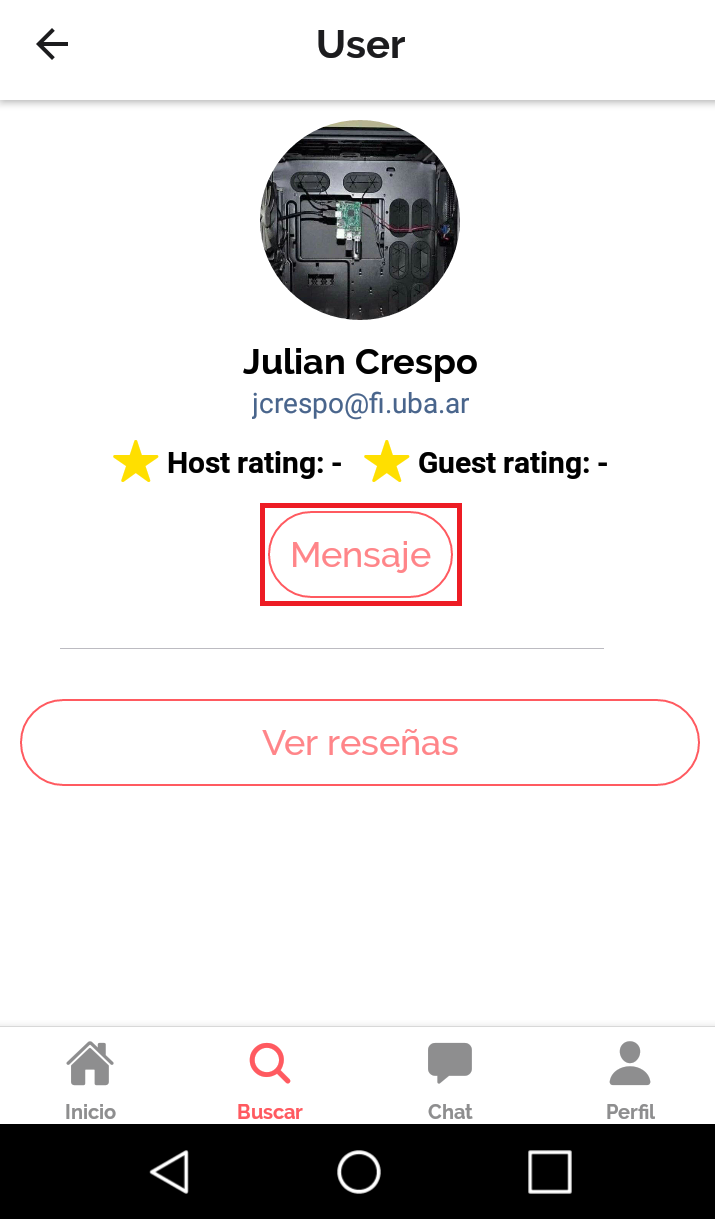 User
Julian Crespo
jcrespo@fi.uba.ar
Host rating: - Guest rating: -
Mensaje
Ver reseñas
Inicio Buscar Chat Perfil